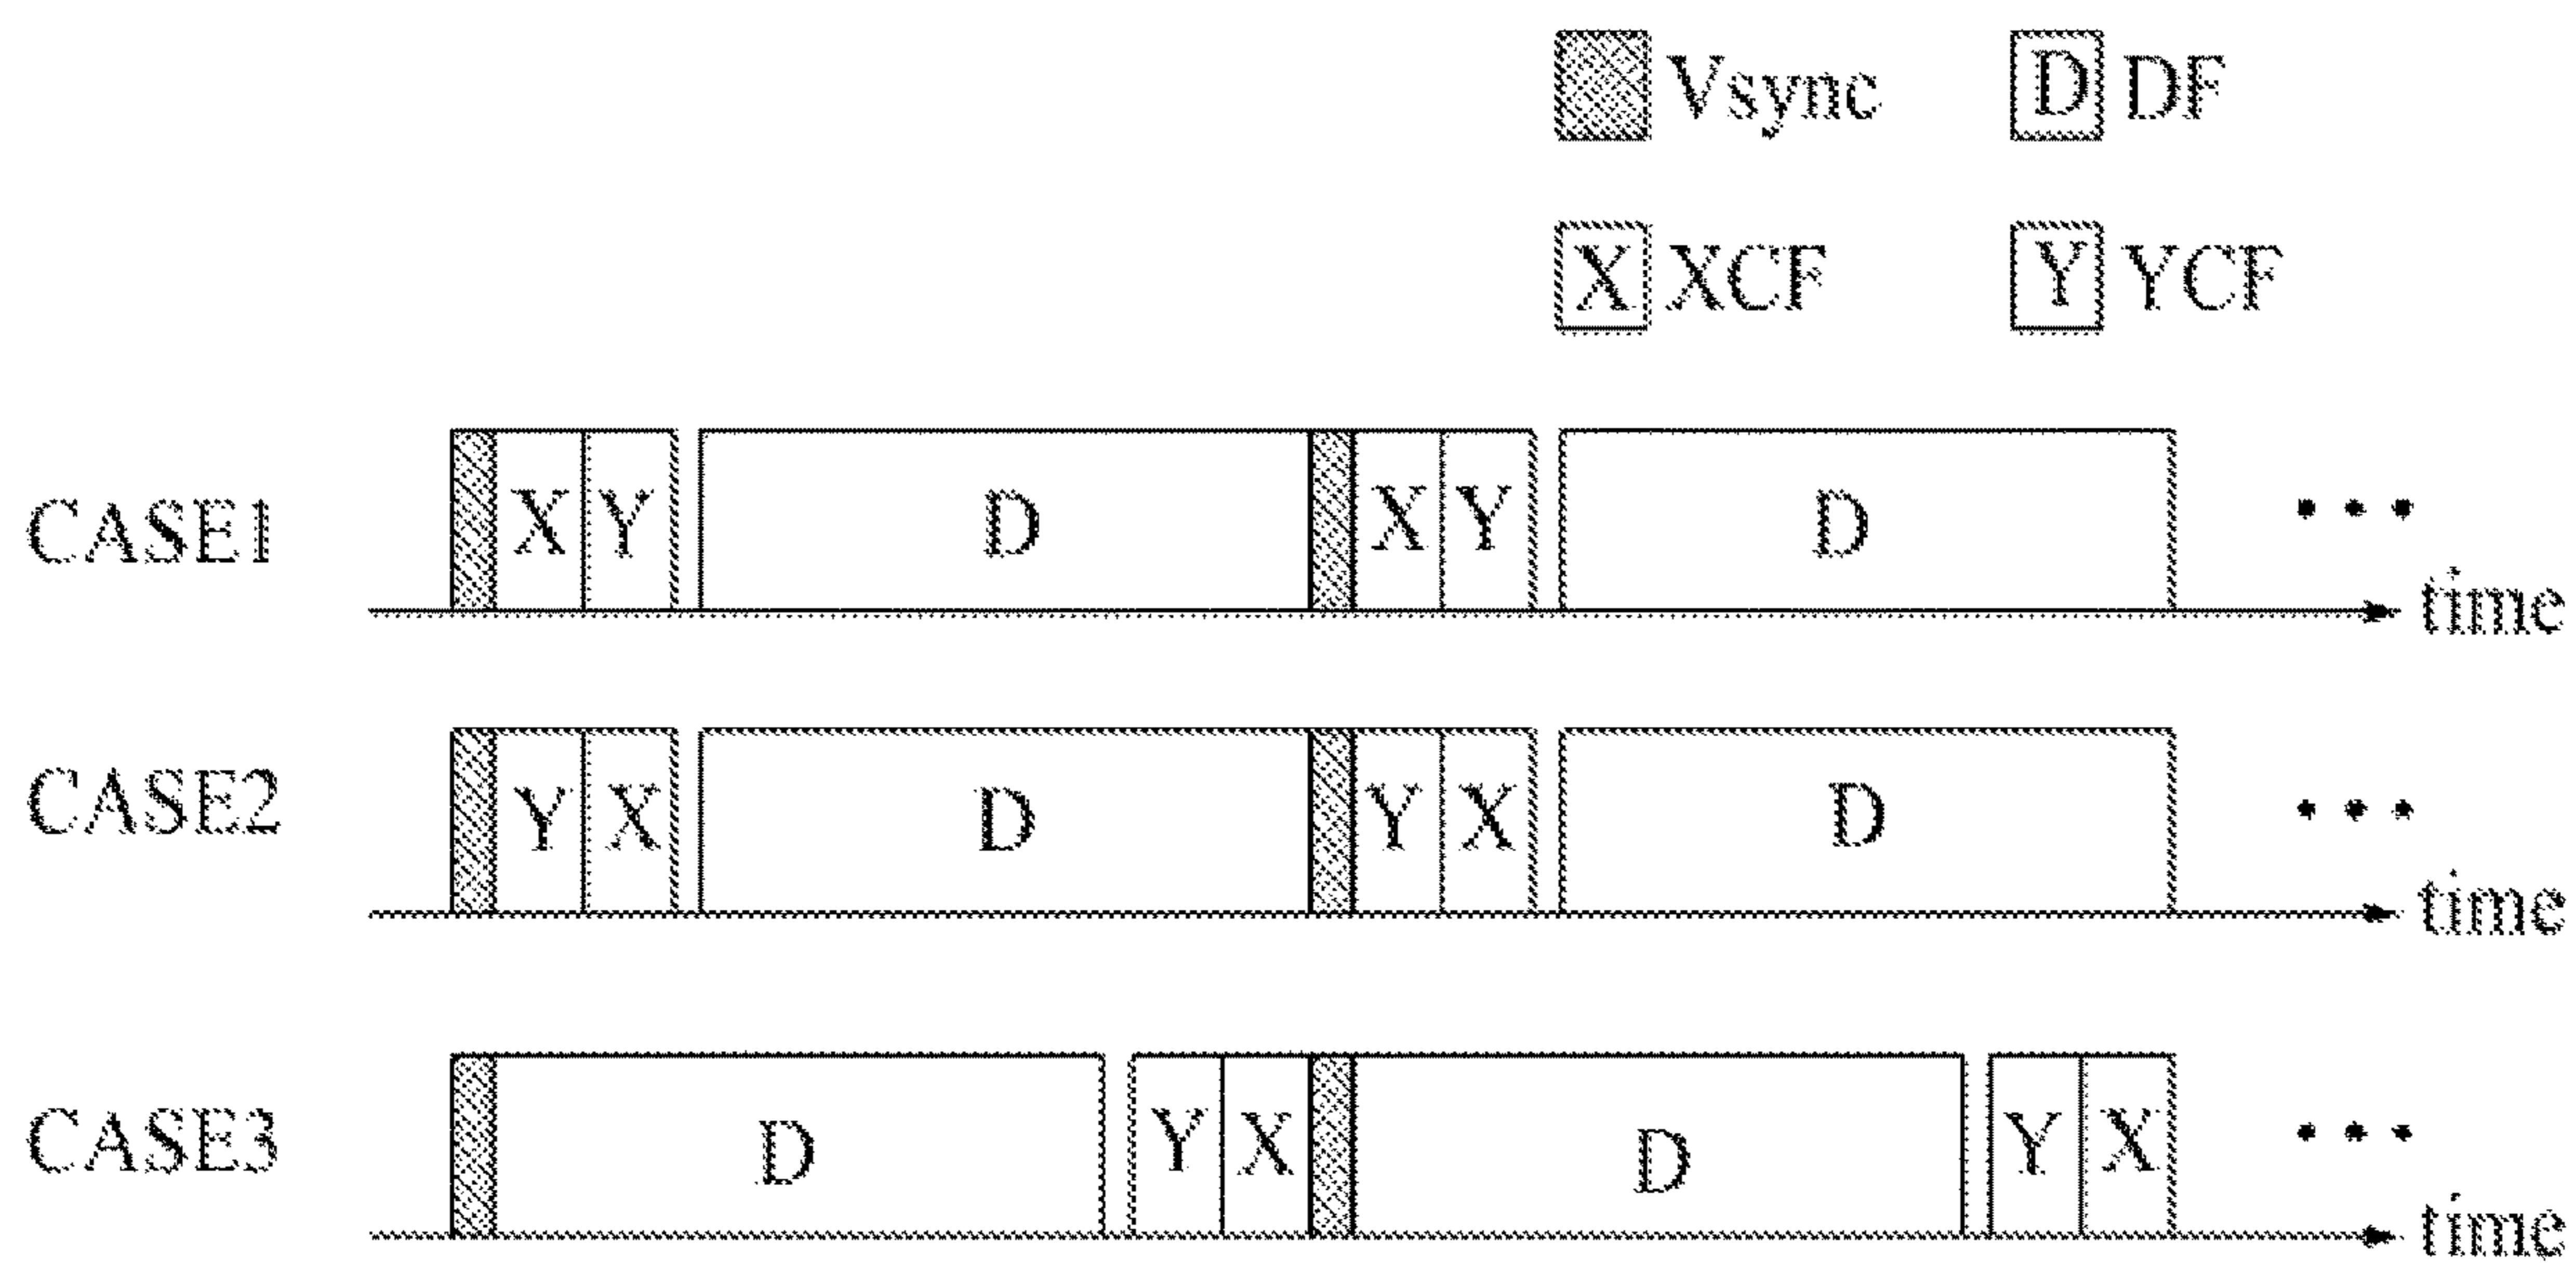 Vsync D DF
X XCF Y YCF
CASE1 X Y D X Y D • • •
time
CASE2 Y X D Y X D • • •
time
CASE3 D Y X D Y X • • •
time